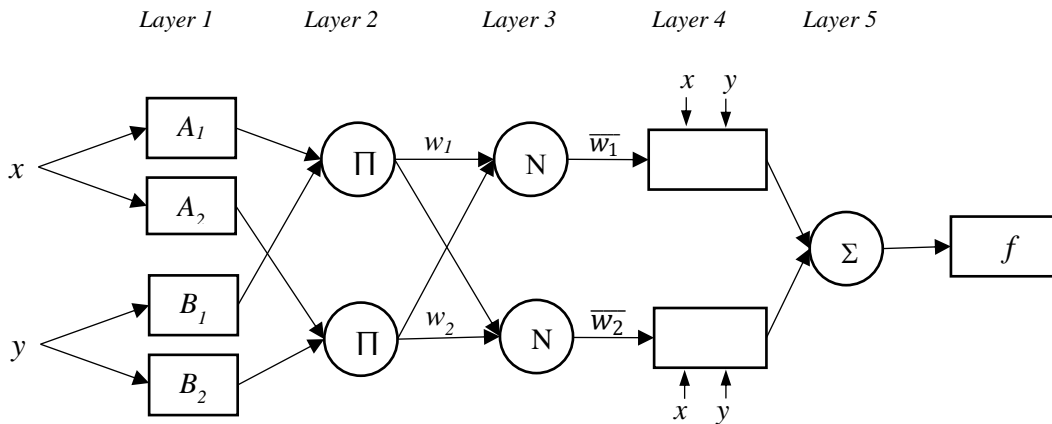 Layer 1 Layer 2 Layer 3 Layer 4 Layer 5
x y
A₁ w₁ w̅₁
x Π N
A₂
Σ f
B₁
w₂ w̅₂
y Π N
B₂
x y